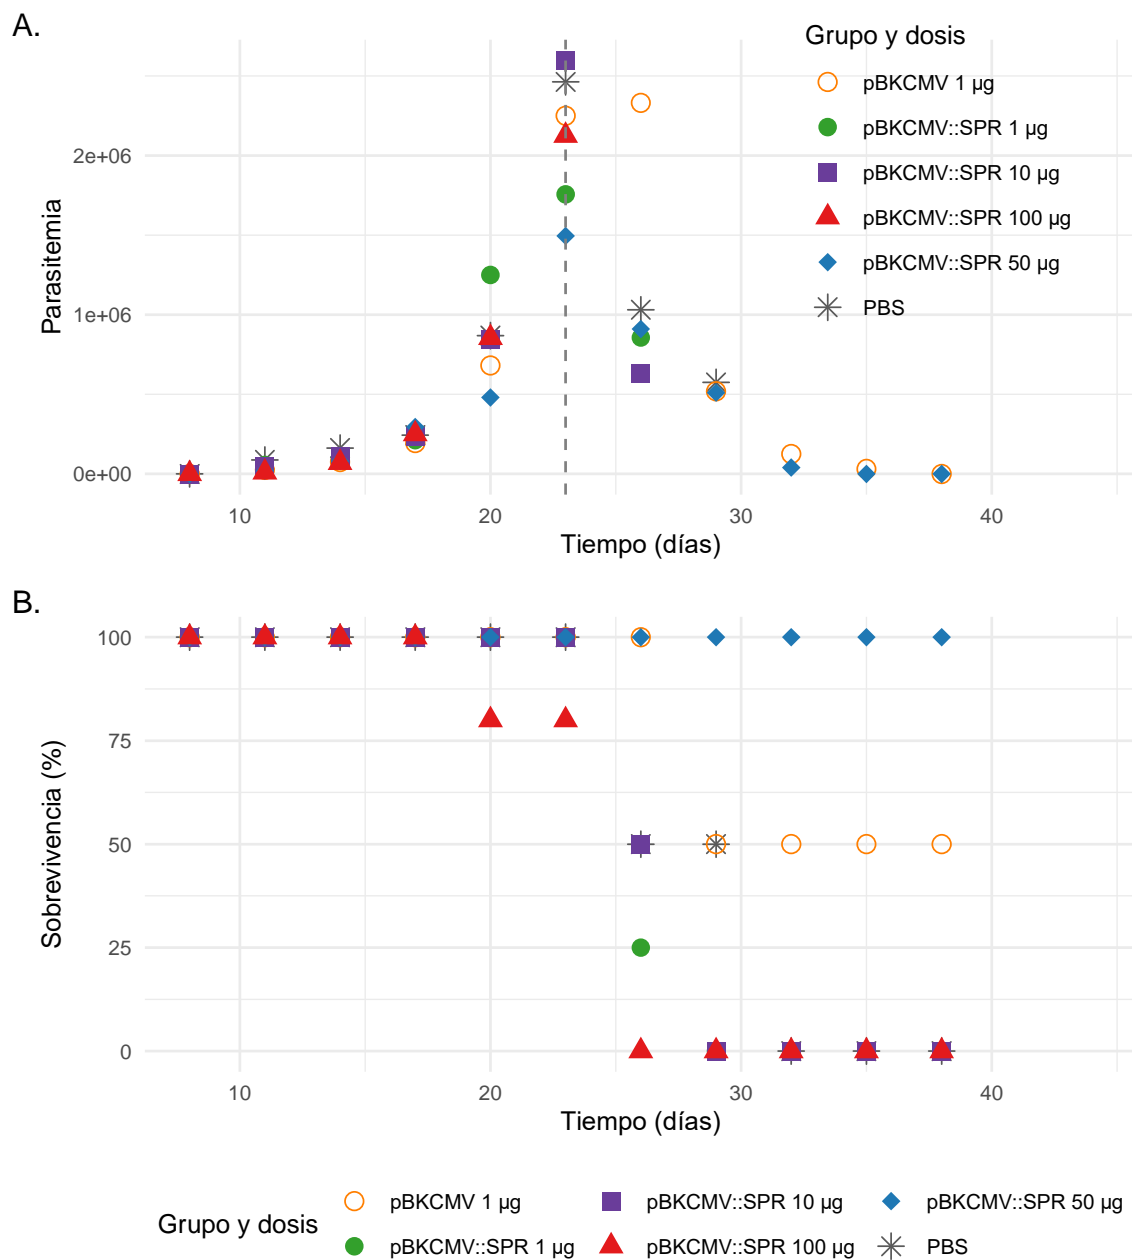 A.
Grupo y dosis
pBKCMV 1 µg
pBKCMV::SPR 1 µg
pBKCMV::SPR 10 µg
pBKCMV::SPR 100 µg
pBKCMV::SPR 50 µg
PBS
Parasitemia
2e+06
1e+06
0e+00
10 20 30 40
Tiempo (días)
B.
Sobrevivencia (%)
100
75
50
25
0
10 20 30 40
Tiempo (días)
Grupo y dosis
pBKCMV 1 µg pBKCMV::SPR 10 µg pBKCMV::SPR 50 µg
pBKCMV::SPR 1 µg pBKCMV::SPR 100 µg PBS